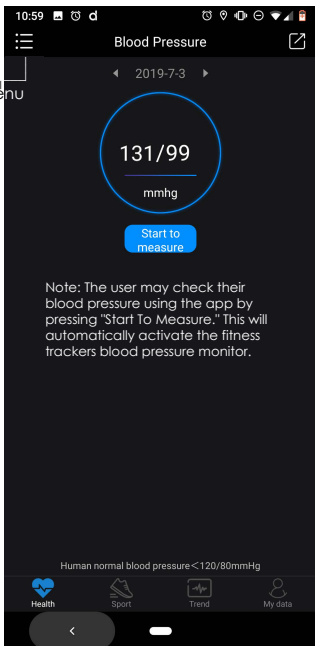 10:59
Blood Pressure
enu
2019-7-3
131/99
mmhg
Start to
measure
Note: The user may check their
blood pressure using the app by
pressing "Start To Measure." This will
automatically activate the fitness
trackers blood pressure monitor.
Human normal blood pressure<120/80mmHg
Health Sport Trend My data